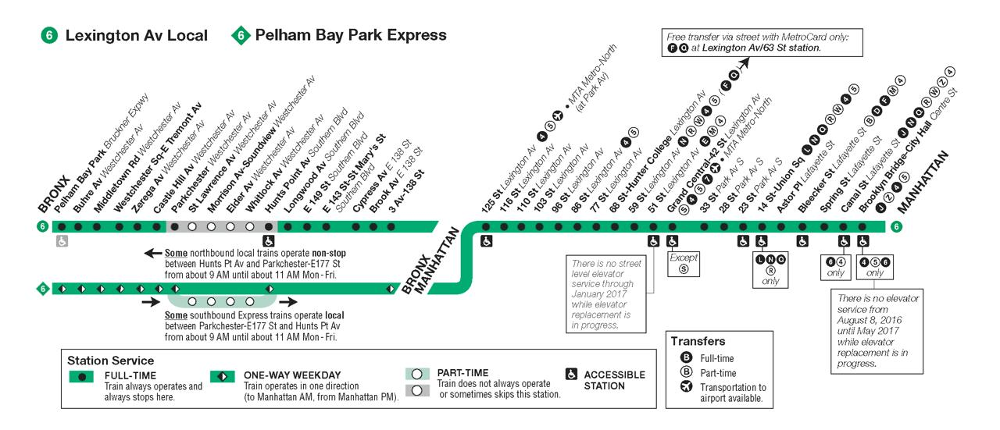 6 Lexington Av Local
6 Pelham Bay Park Express
Free transfer via street with MetroCard only:
F Q at Lexington Av/63 St station.
BRONX
Pelham Bay Park Bruckner Expwy
Buhre Av Westchester Av
Middletown Rd Westchester Av
Westchester Sq-E Tremont Av
Zerega Av Westchester Av
Castle Hill Av Westchester Av
Parkchester Westchester Av
St Lawrence Av Westchester Av
Morrison Av-Soundview Westchester Av
Elder Av Westchester Av
Whitlock Av Westchester Av
Hunts Point Av Southern Blvd
Longwood Av Southern Blvd
E 149 St Southern Blvd
E 143 St-St Mary's St
Southern Blvd
Cypress Av E 138 St
Brook Av E 138 St
3 Av-138 St
125 St Lexington Av 4 5 • MTA Metro-North
(at Park Av)
116 St Lexington Av
110 St Lexington Av
103 St Lexington Av
96 St Lexington Av
86 St Lexington Av 4 5
77 St Lexington Av
68 St-Hunter College Lexington Av
59 St Lexington Av N R W 4 5 ( F Q )
51 St Lexington Av E M
Grand Central-42 St Lexington Av
S 4 5 7 • MTA Metro-North
33 St Park Av S
28 St Park Av S
23 St Park Av S
14 St-Union Sq L N Q R W 4 5
Astor Pl Lafayette St
Bleecker St Lafayette St B D F M 4
Spring St Lafayette St
Canal St Lafayette St J N Q R W Z 4
Brooklyn Bridge-City Hall Centre St
J Z 4 5
MANHATTAN
6
6
Some northbound local trains operate non-stop
between Hunts Pt Av and Parkchester-E177 St
from about 9 AM until about 11 AM Mon-Fri.
BRONX
MANHATTAN
6
Some southbound Express trains operate local
between Parkchester-E177 St and Hunts Pt Av
from about 9 AM until about 11 AM Mon-Fri.
There is no street
level elevator
service through
January 2017
while elevator
replacement is
in progress.
Except
S
L N Q
R
only
6 4
only
4 5 6
only
There is no elevator
service from
August 8, 2016
until May 2017
while elevator
replacement is in
progress.
Station Service
FULL-TIME
Train always operates and
always stops here.
ONE-WAY WEEKDAY
Train operates in one direction
(to Manhattan AM, from Manhattan PM).
PART-TIME
Train does not always operate
or sometimes skips this station.
ACCESSIBLE
STATION
Transfers
B Full-time
B Part-time
Transportation to
airport available.